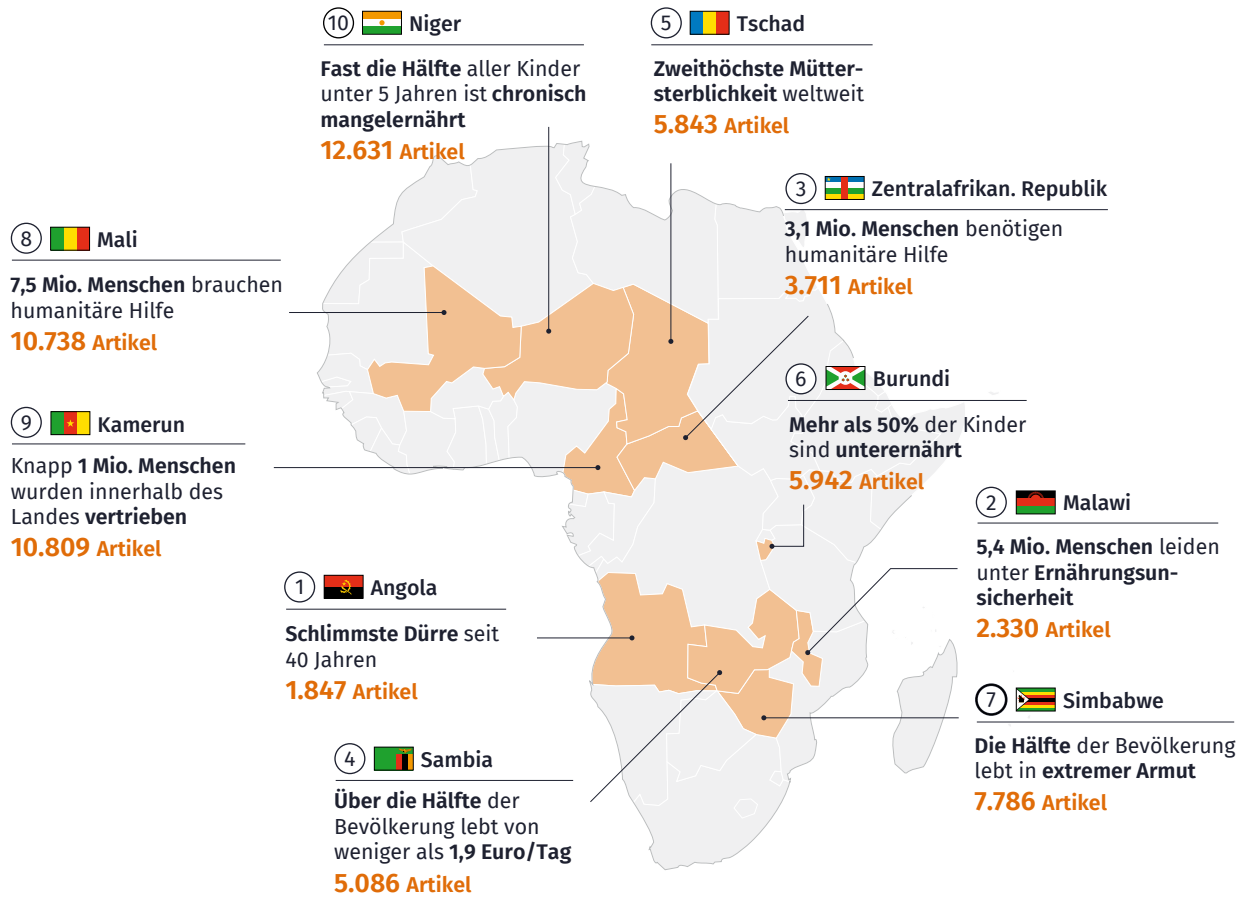 10 Niger
Fast die Hälfte aller Kinder
unter 5 Jahren ist chronisch
mangelernährt
12.631 Artikel
5 Tschad
Zweithöchste Mütter-
sterblichkeit weltweit
5.843 Artikel
3 Zentralafrikan. Republik
3,1 Mio. Menschen benötigen
humanitäre Hilfe
3.711 Artikel
8 Mali
7,5 Mio. Menschen brauchen
humanitäre Hilfe
10.738 Artikel
6 Burundi
Mehr als 50% der Kinder
sind unterernährt
5.942 Artikel
9 Kamerun
Knapp 1 Mio. Menschen
wurden innerhalb des
Landes vertrieben
10.809 Artikel
2 Malawi
5,4 Mio. Menschen leiden
unter Ernährungsun-
sicherheit
2.330 Artikel
1 Angola
Schlimmste Dürre seit
40 Jahren
1.847 Artikel
7 Simbabwe
Die Hälfte der Bevölkerung
lebt in extremer Armut
7.786 Artikel
4 Sambia
Über die Hälfte der
Bevölkerung lebt von
weniger als 1,9 Euro/Tag
5.086 Artikel